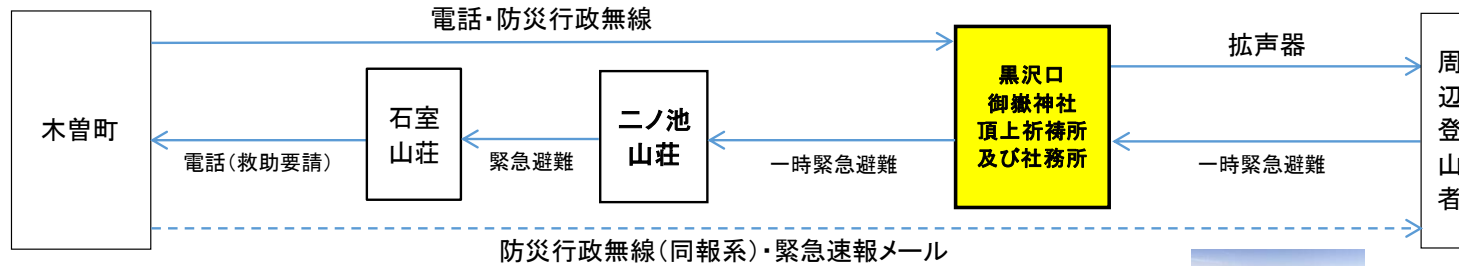 電話・防災行政無線
拡声器
木曽町
石室
山荘
二ノ池
山荘
黒沢口
御嶽神社
頂上祈祷所
及び社務所
周辺登山者
電話(救助要請)
緊急避難
一時緊急避難
一時緊急避難
防災行政無線(同報系)・緊急速報メール